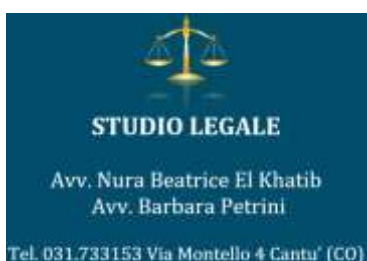 STUDIO LEGALE
Avv. Nura Beatrice El Khatib
Avv. Barbara Petrini
Tel. 031.733153 Via Montello 4 Cantu' (CO)